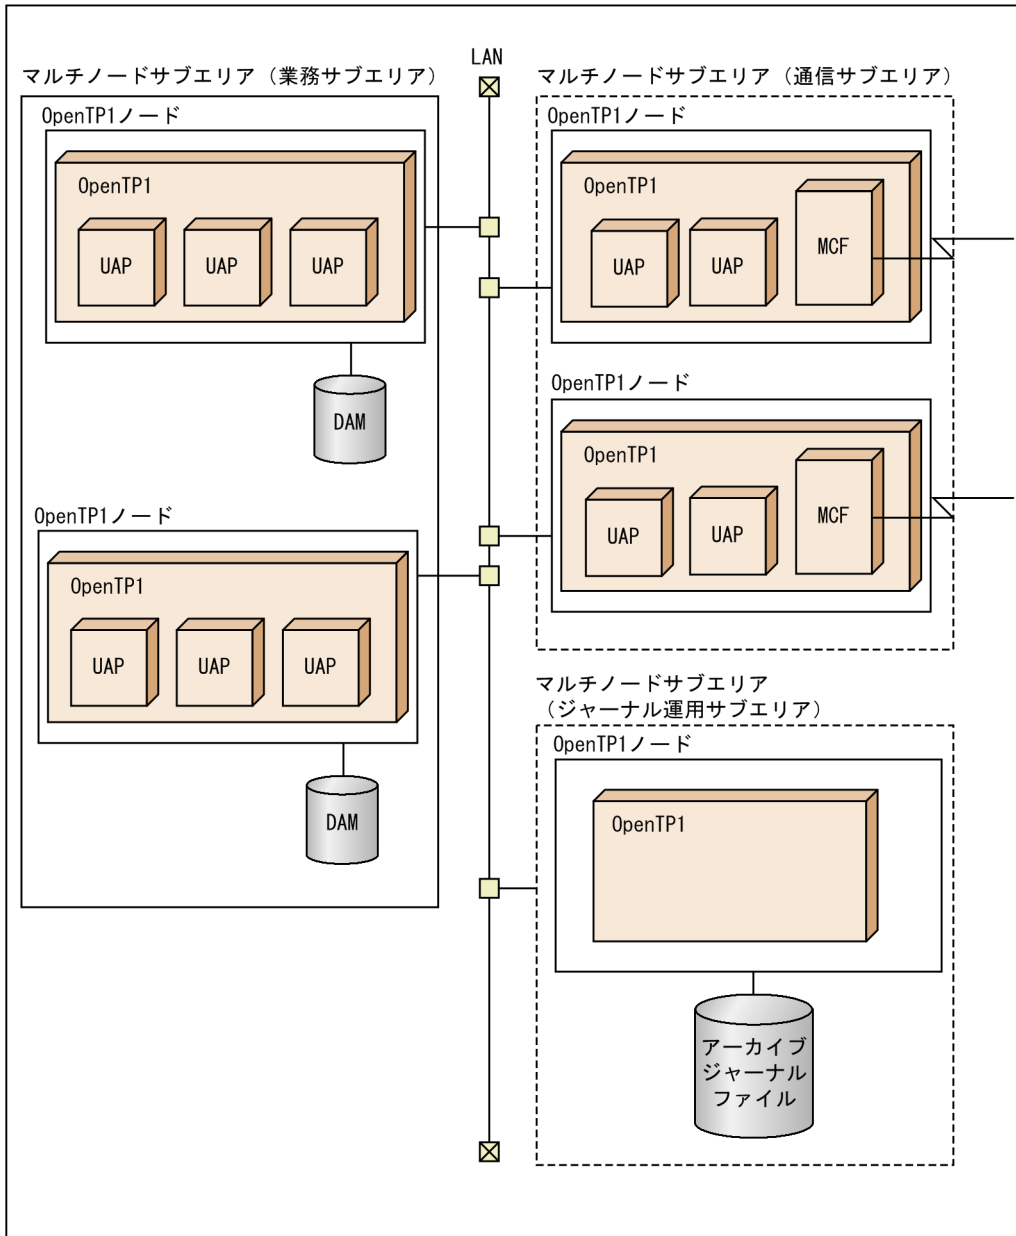 LAN
マルチノードサブエリア（業務サブエリア）
OpenTP1ノード
OpenTP1
UAP
UAP
UAP
DAM
OpenTP1ノード
OpenTP1
UAP
UAP
UAP
DAM
マルチノードサブエリア（通信サブエリア）
OpenTP1ノード
OpenTP1
UAP
UAP
MCF
OpenTP1ノード
OpenTP1
UAP
UAP
MCF
マルチノードサブエリア
（ジャーナル運用サブエリア）
OpenTP1ノード
OpenTP1
アーカイブ
ジャーナル
ファイル